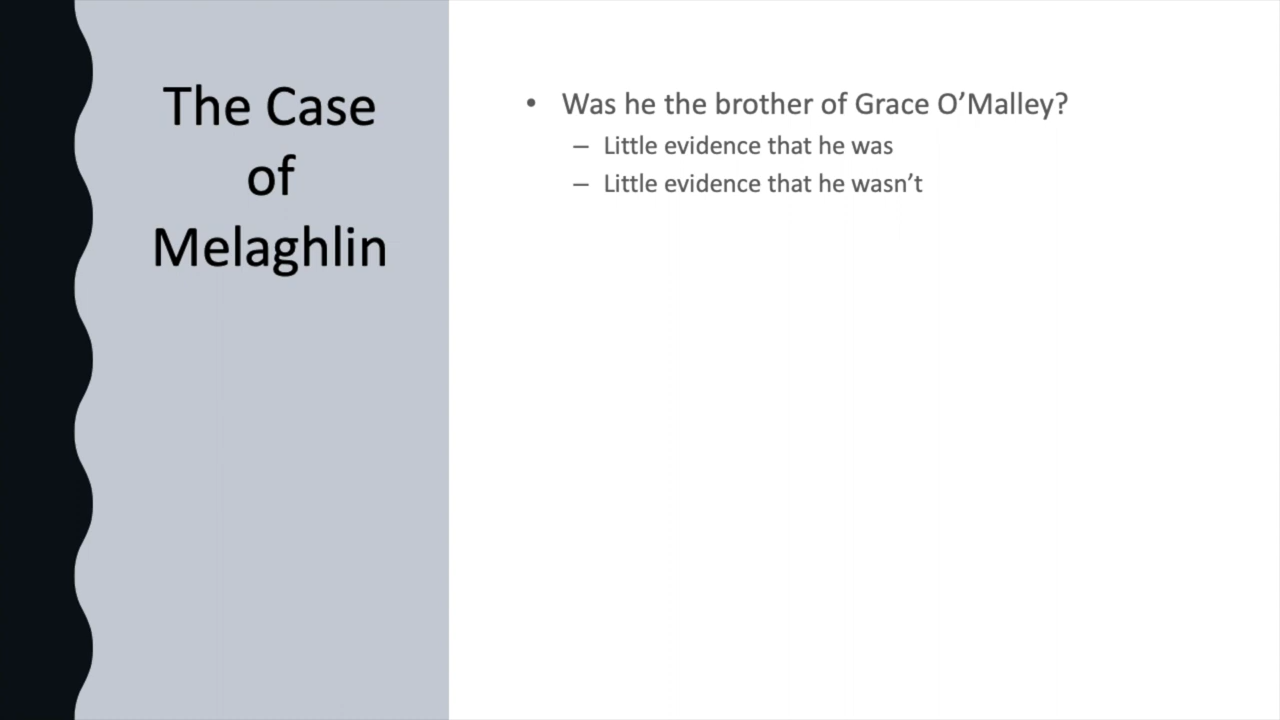 The Case
of
Melaghlin
• Was he the brother of Grace O’Malley?
– Little evidence that he was
– Little evidence that he wasn’t